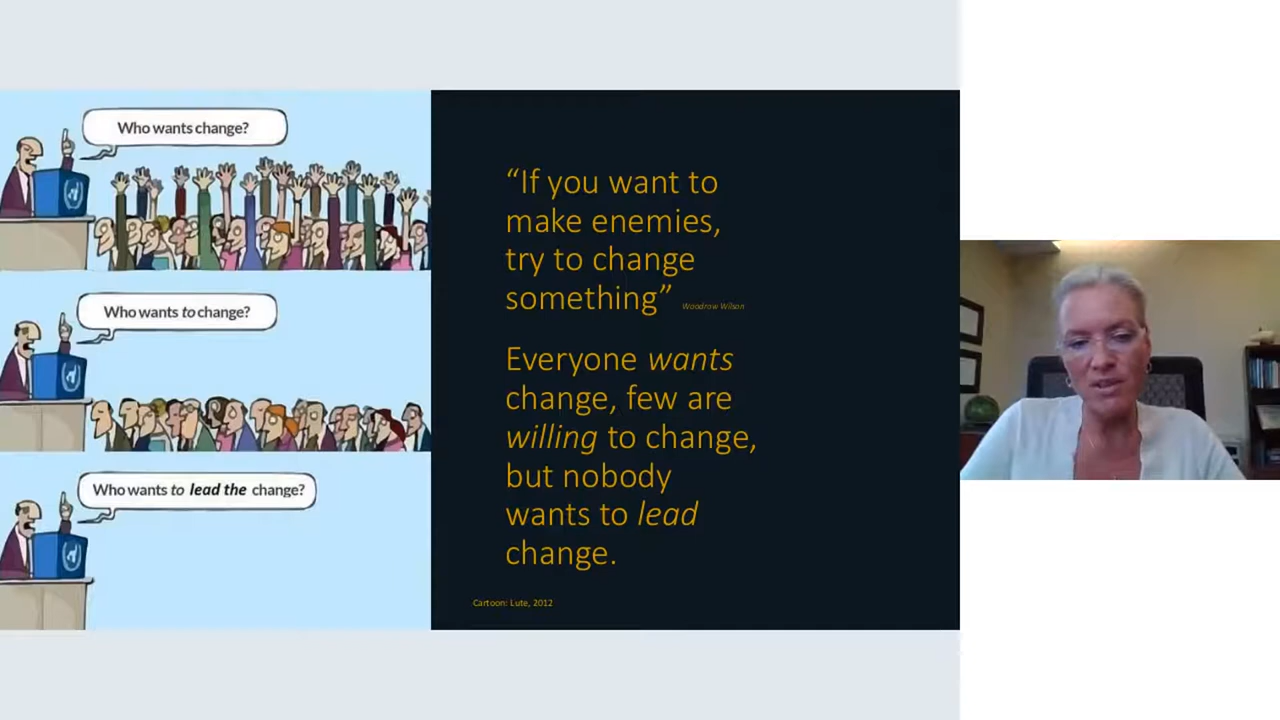 Who wants change?
Who wants to change?
Who wants to lead the change?
“If you want to
make enemies,
try to change
something” Woodrow Wilson
Everyone wants
change, few are
willing to change,
but nobody
wants to lead
change.
Cartoon: Lute, 2012